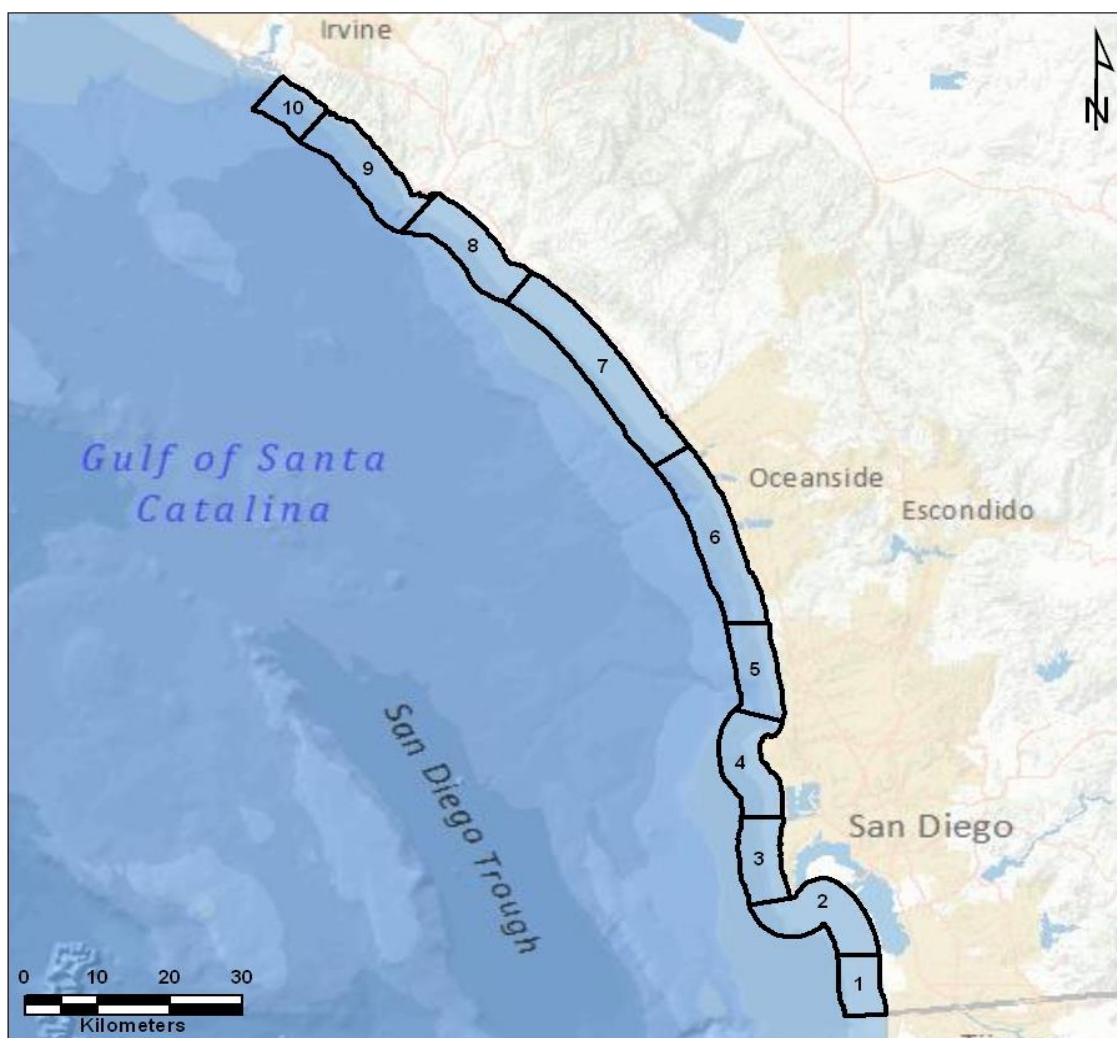 Irvine
N
10
9
8
7
Gulf of Santa
Catalina
Oceanside
Escondido
6
5
San Diego Trough
4
San Diego
3
2
1
0 10 20 30
Kilometers